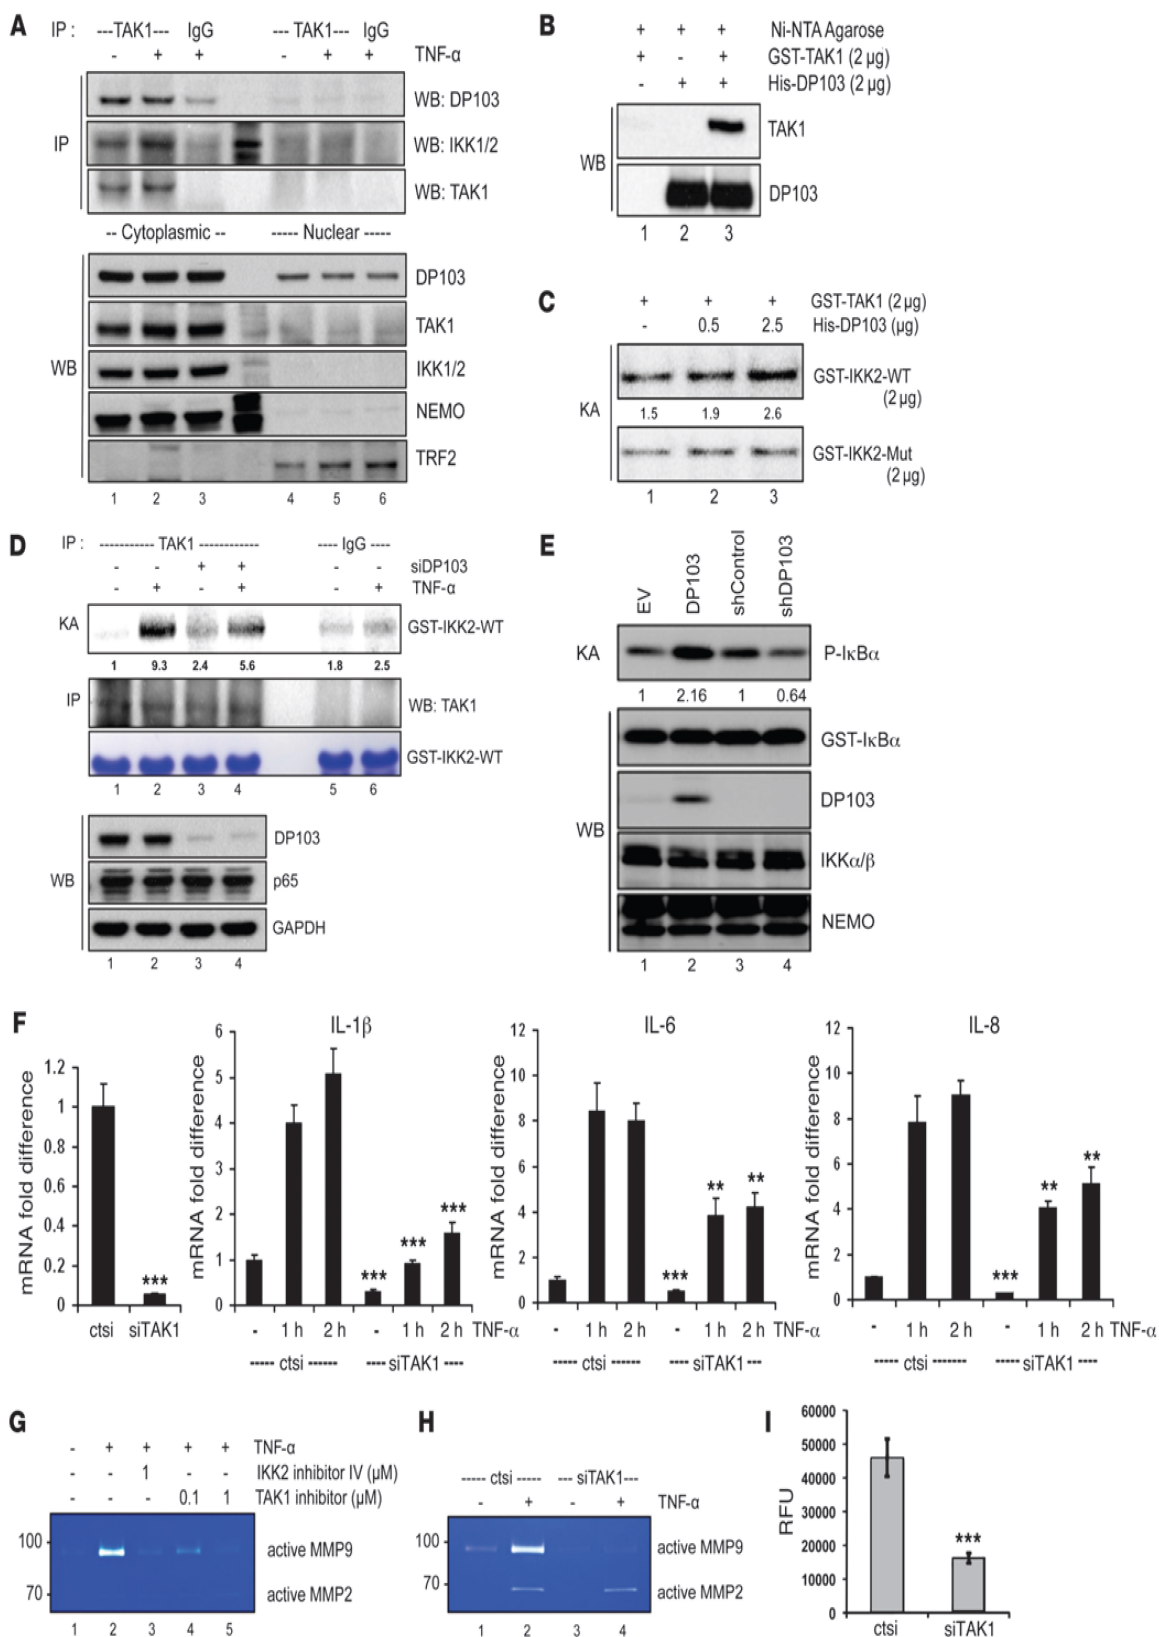 A
IP : ---TAK1--- IgG --- TAK1--- IgG
- + + - + + TNF-α
WB: DP103
IP WB: IKK1/2
WB: TAK1
-- Cytoplasmic -- ----- Nuclear -----
DP103
TAK1
WB IKK1/2
NEMO
TRF2
1 2 3 4 5 6
B
+ + + Ni-NTA Agarose
+ - + GST-TAK1 (2 µg)
- + + His-DP103 (2 µg)
TAK1
WB
DP103
1 2 3
C
+ + + GST-TAK1 (2 µg)
- 0.5 2.5 His-DP103 (µg)
GST-IKK2-WT
(2 µg)
KA 1.5 1.9 2.6
GST-IKK2-Mut
(2 µg)
1 2 3
D
IP : ----------- TAK1 ------------ ---- IgG ----
- - + + siDP103
- + - + - + TNF-α
KA GST-IKK2-WT
1 9.3 2.4 5.6 1.8 2.5
IP WB: TAK1
GST-IKK2-WT
1 2 3 4 5 6
DP103
WB p65
GAPDH
1 2 3 4
E
EV DP103 shControl shDP103
KA P-IκBα
1 2.16 1 0.64
GST-IκBα
DP103
WB
IKKα/β
NEMO
1 2 3 4
F
mRNA fold difference
1.2
1
0.8
0.6
0.4
0.2
0
***
ctsi siTAK1
IL-1β
mRNA fold difference
6
5
4
3
2
1
0
*** *** ***
- 1 h 2 h - 1 h 2 h TNF-α
----- ctsi ------ ---- siTAK1 ----
IL-6
mRNA fold difference
12
10
8
6
4
2
0
*** ** **
- 1 h 2 h - 1 h 2 h TNF-α
----- ctsi ------- ---- siTAK1 ----
IL-8
mRNA fold difference
12
10
8
6
4
2
0
*** ** **
- 1 h 2 h - 1 h 2 h TNF-α
----- ctsi -------- ----- siTAK1 ----
G
- + + + + TNF-α
- - 1 - - IKK2 inhibitor IV (µM)
- - - 0.1 1 TAK1 inhibitor (µM)
100 active MMP9
70 active MMP2
1 2 3 4 5
H
----- ctsi ----- --- siTAK1---
- + - + TNF-α
100 active MMP9
70 active MMP2
1 2 3 4
I
RFU
60000
50000
40000
30000
20000
10000
0
***
ctsi siTAK1